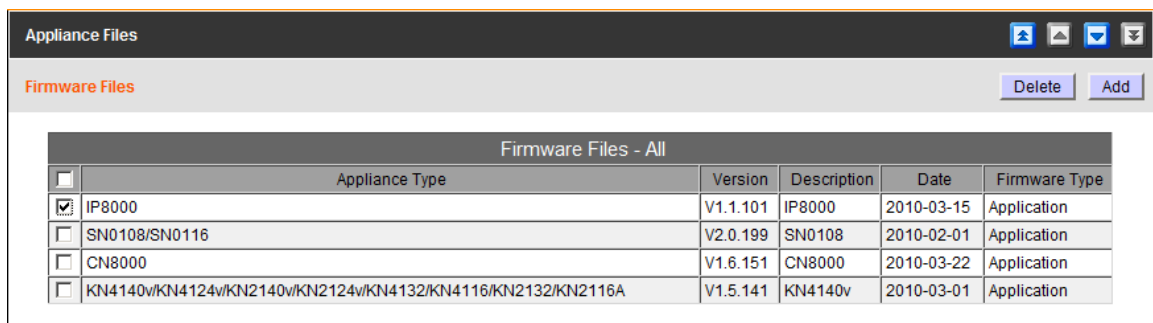 Appliance Files
Firmware Files Delete Add
Firmware Files - All
Appliance Type Version Description Date Firmware Type
IP8000 V1.1.101 IP8000 2010-03-15 Application
SN0108/SN0116 V2.0.199 SN0108 2010-02-01 Application
CN8000 V1.6.151 CN8000 2010-03-22 Application
KN4140v/KN4124v/KN2140v/KN2124v/KN4132/KN4116/KN2132/KN2116A V1.5.141 KN4140v 2010-03-01 Application